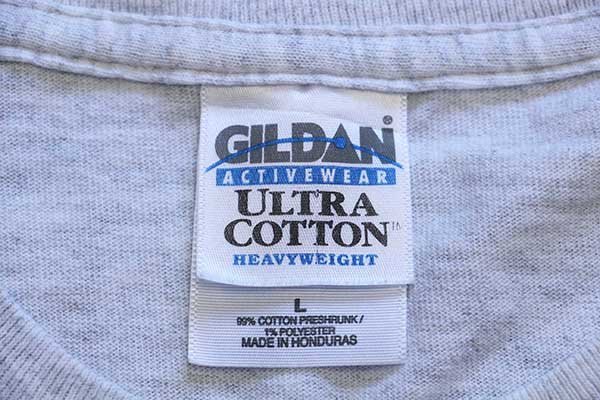 GILDAN®
ACTIVEWEAR
ULTRA
COTTON™
HEAVYWEIGHT
L
99% COTTON PRESHRUNK/
1% POLYESTER
MADE IN HONDURAS